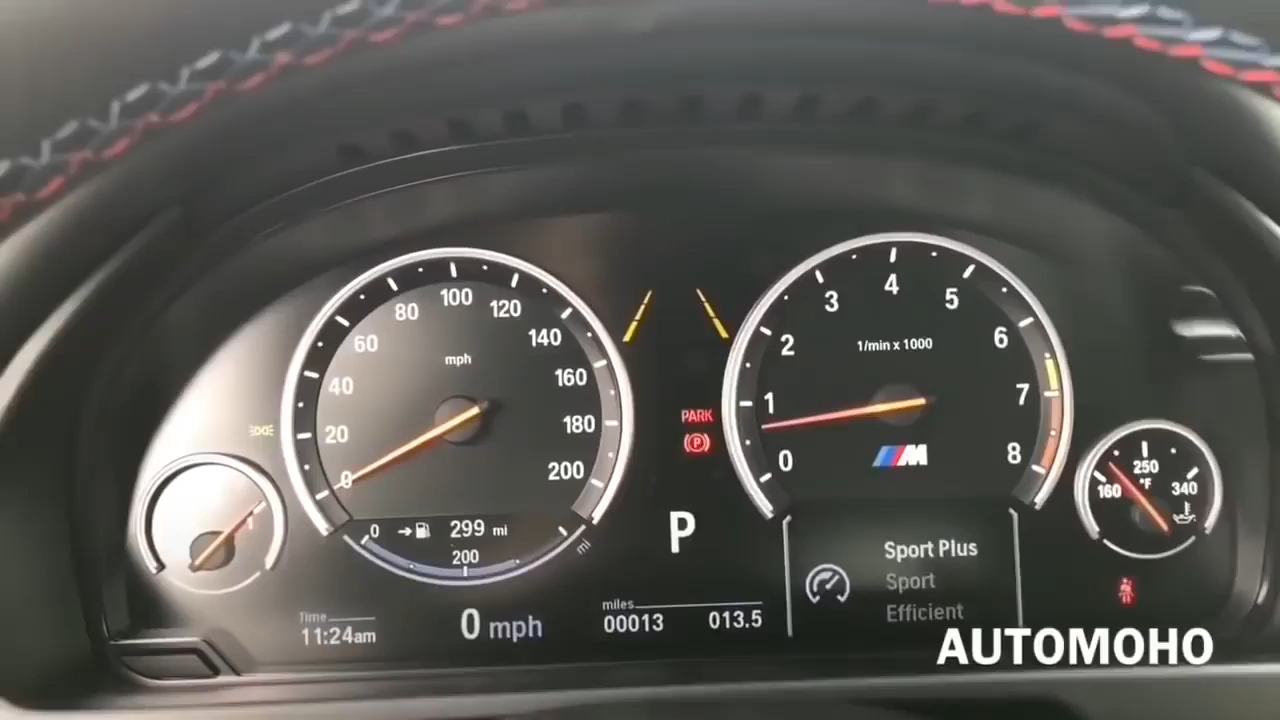 0
20
40
60
80
100
120
140
160
180
200
mph
0 299 mi
200
mi
PARK
P
P
0
1
2
3
4
5
6
7
8
1/min x 1000
M
160
250
340
°F
Time
11:24am
0 mph
miles
00013 013.5
Sport Plus
Sport
Efficient
AUTOMOHO